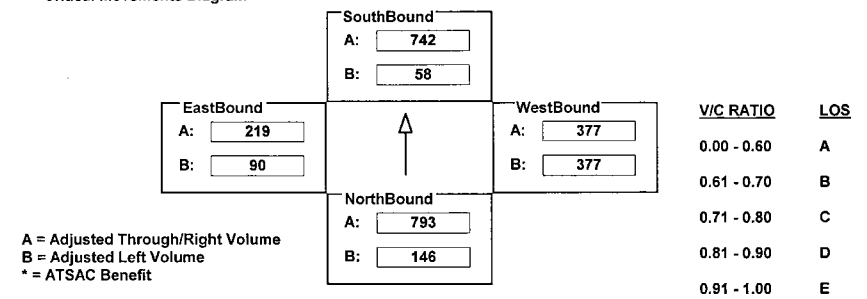 SouthBound
A: 742
B: 58
EastBound
A: 219
B: 90
WestBound
A: 377
B: 377
NorthBound
A: 793
B: 146
A = Adjusted Through/Right Volume
B = Adjusted Left Volume
* = ATSAC Benefit
V/C RATIO LOS
0.00 - 0.60 A
0.61 - 0.70 B
0.71 - 0.80 C
0.81 - 0.90 D
0.91 - 1.00 E